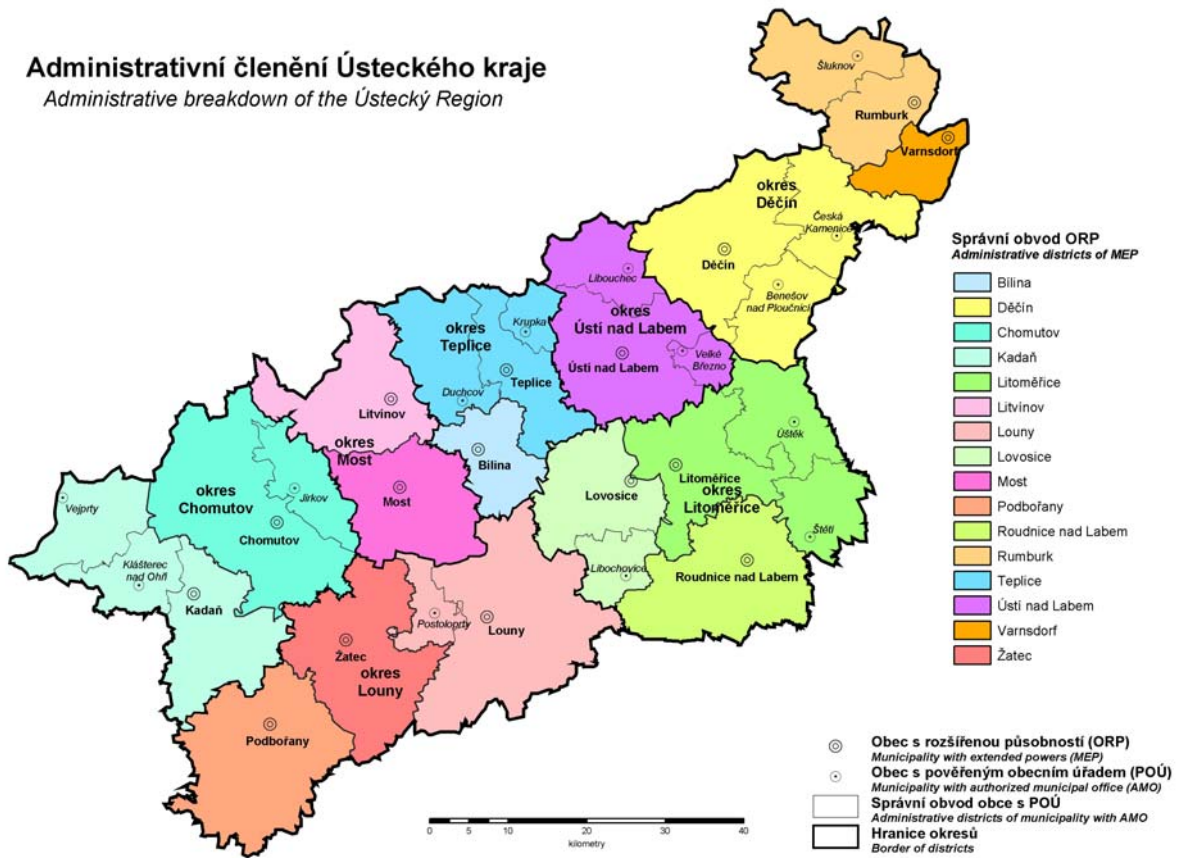 Administrativní členění Ústeckého kraje
Administrative breakdown of the Ústecký Region
Šluknov
Rumburk
Varnsdorf
okres
Děčín
Česká
Kamenice
Děčín
Benešov
nad Ploučnicí
Libouchec
okres
Ústí nad Labem
Ústí nad Labem
Velké
Březno
okres
Teplice
Krupka
Teplice
Duchcov
Bílina
Litvínov
okres
Most
Most
okres
Chomutov
Jirkov
Chomutov
Vejprty
Klášterec
nad Ohří
Kadaň
Úštěk
Litoměřice
okres
Litoměřice
Lovosice
Štětí
Libochovice
Roudnice nad Labem
Postoloprty
Louny
Žatec
okres
Louny
Podbořany
Správní obvod ORP
Administrative districts of MEP
Bílina
Děčín
Chomutov
Kadaň
Litoměřice
Litvínov
Louny
Lovosice
Most
Podbořany
Roudnice nad Labem
Rumburk
Teplice
Ústí nad Labem
Varnsdorf
Žatec
Obec s rozšířenou působností (ORP)
Municipality with extended powers (MEP)
Obec s pověřeným obecním úřadem (POÚ)
Municipality with authorized municipal office (AMO)
Správní obvod obce s POÚ
Administrative districts of municipality with AMO
Hranice okresů
Border of districts
0 5 10 20 30 40
kilometry